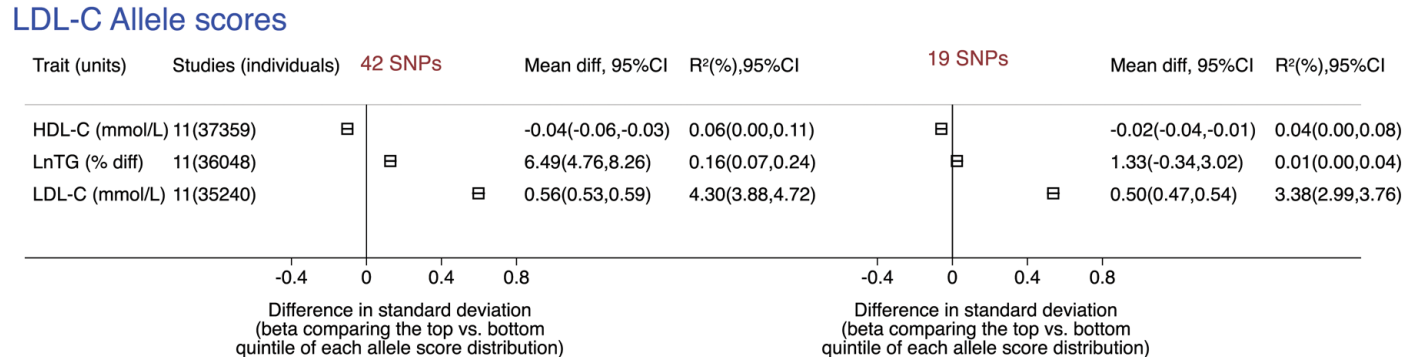 LDL-C Allele scores
Trait (units) Studies (individuals) 42 SNPs Mean diff, 95%CI R²(%),95%CI 19 SNPs Mean diff, 95%CI R²(%),95%CI
HDL-C (mmol/L) 11(37359) -0.04(-0.06,-0.03) 0.06(0.00,0.11) -0.02(-0.04,-0.01) 0.04(0.00,0.08)
LnTG (% diff) 11(36048) 6.49(4.76,8.26) 0.16(0.07,0.24) 1.33(-0.34,3.02) 0.01(0.00,0.04)
LDL-C (mmol/L) 11(35240) 0.56(0.53,0.59) 4.30(3.88,4.72) 0.50(0.47,0.54) 3.38(2.99,3.76)
-0.4 0 0.4 0.8 -0.4 0 0.4 0.8
Difference in standard deviation
(beta comparing the top vs. bottom
quintile of each allele score distribution)
Difference in standard deviation
(beta comparing the top vs. bottom
quintile of each allele score distribution)